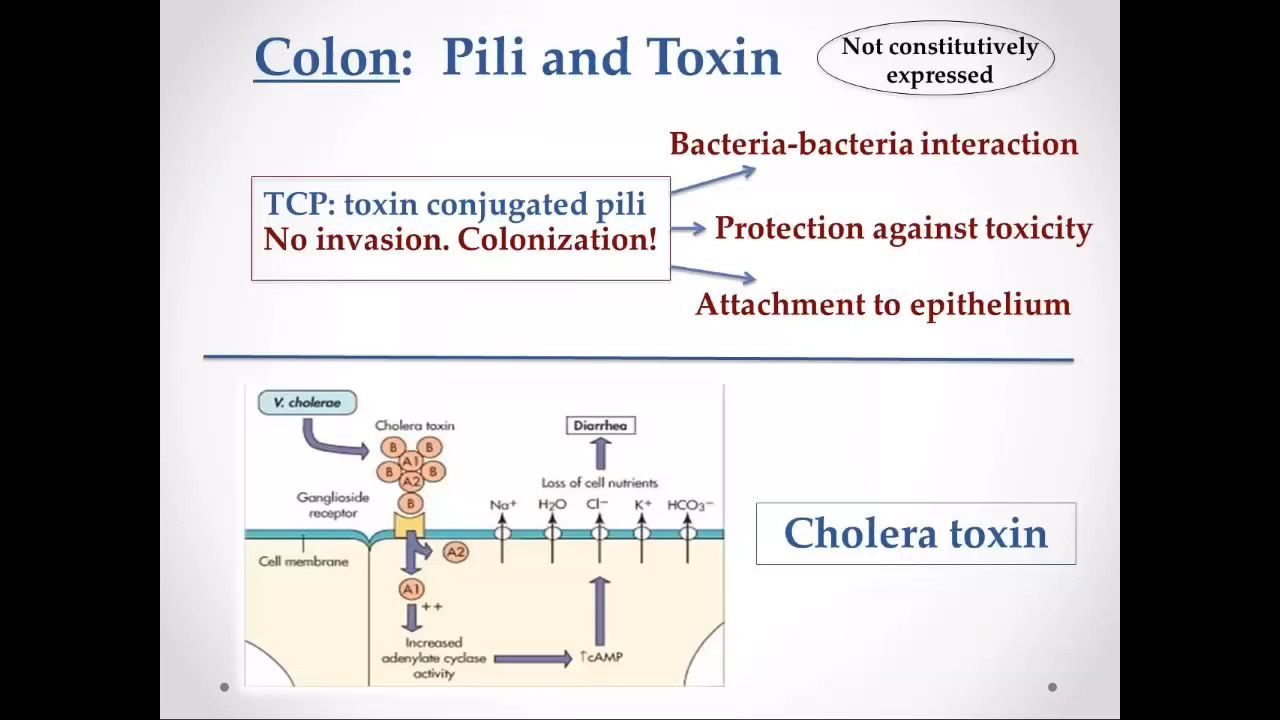 Colon: Pili and Toxin
Not constitutively
expressed
Bacteria-bacteria interaction
TCP: toxin conjugated pili
No invasion. Colonization!
Protection against toxicity
Attachment to epithelium
V. cholerae
Cholera toxin
B B
A1
B B
A2
B
Ganglioside
receptor
Cell membrane
A2
A1
++
Increased
adenylate cyclase
activity
↑cAMP
Diarrhea
Loss of cell nutrients
Na+ H2O Cl− K+ HCO3−
Cholera toxin